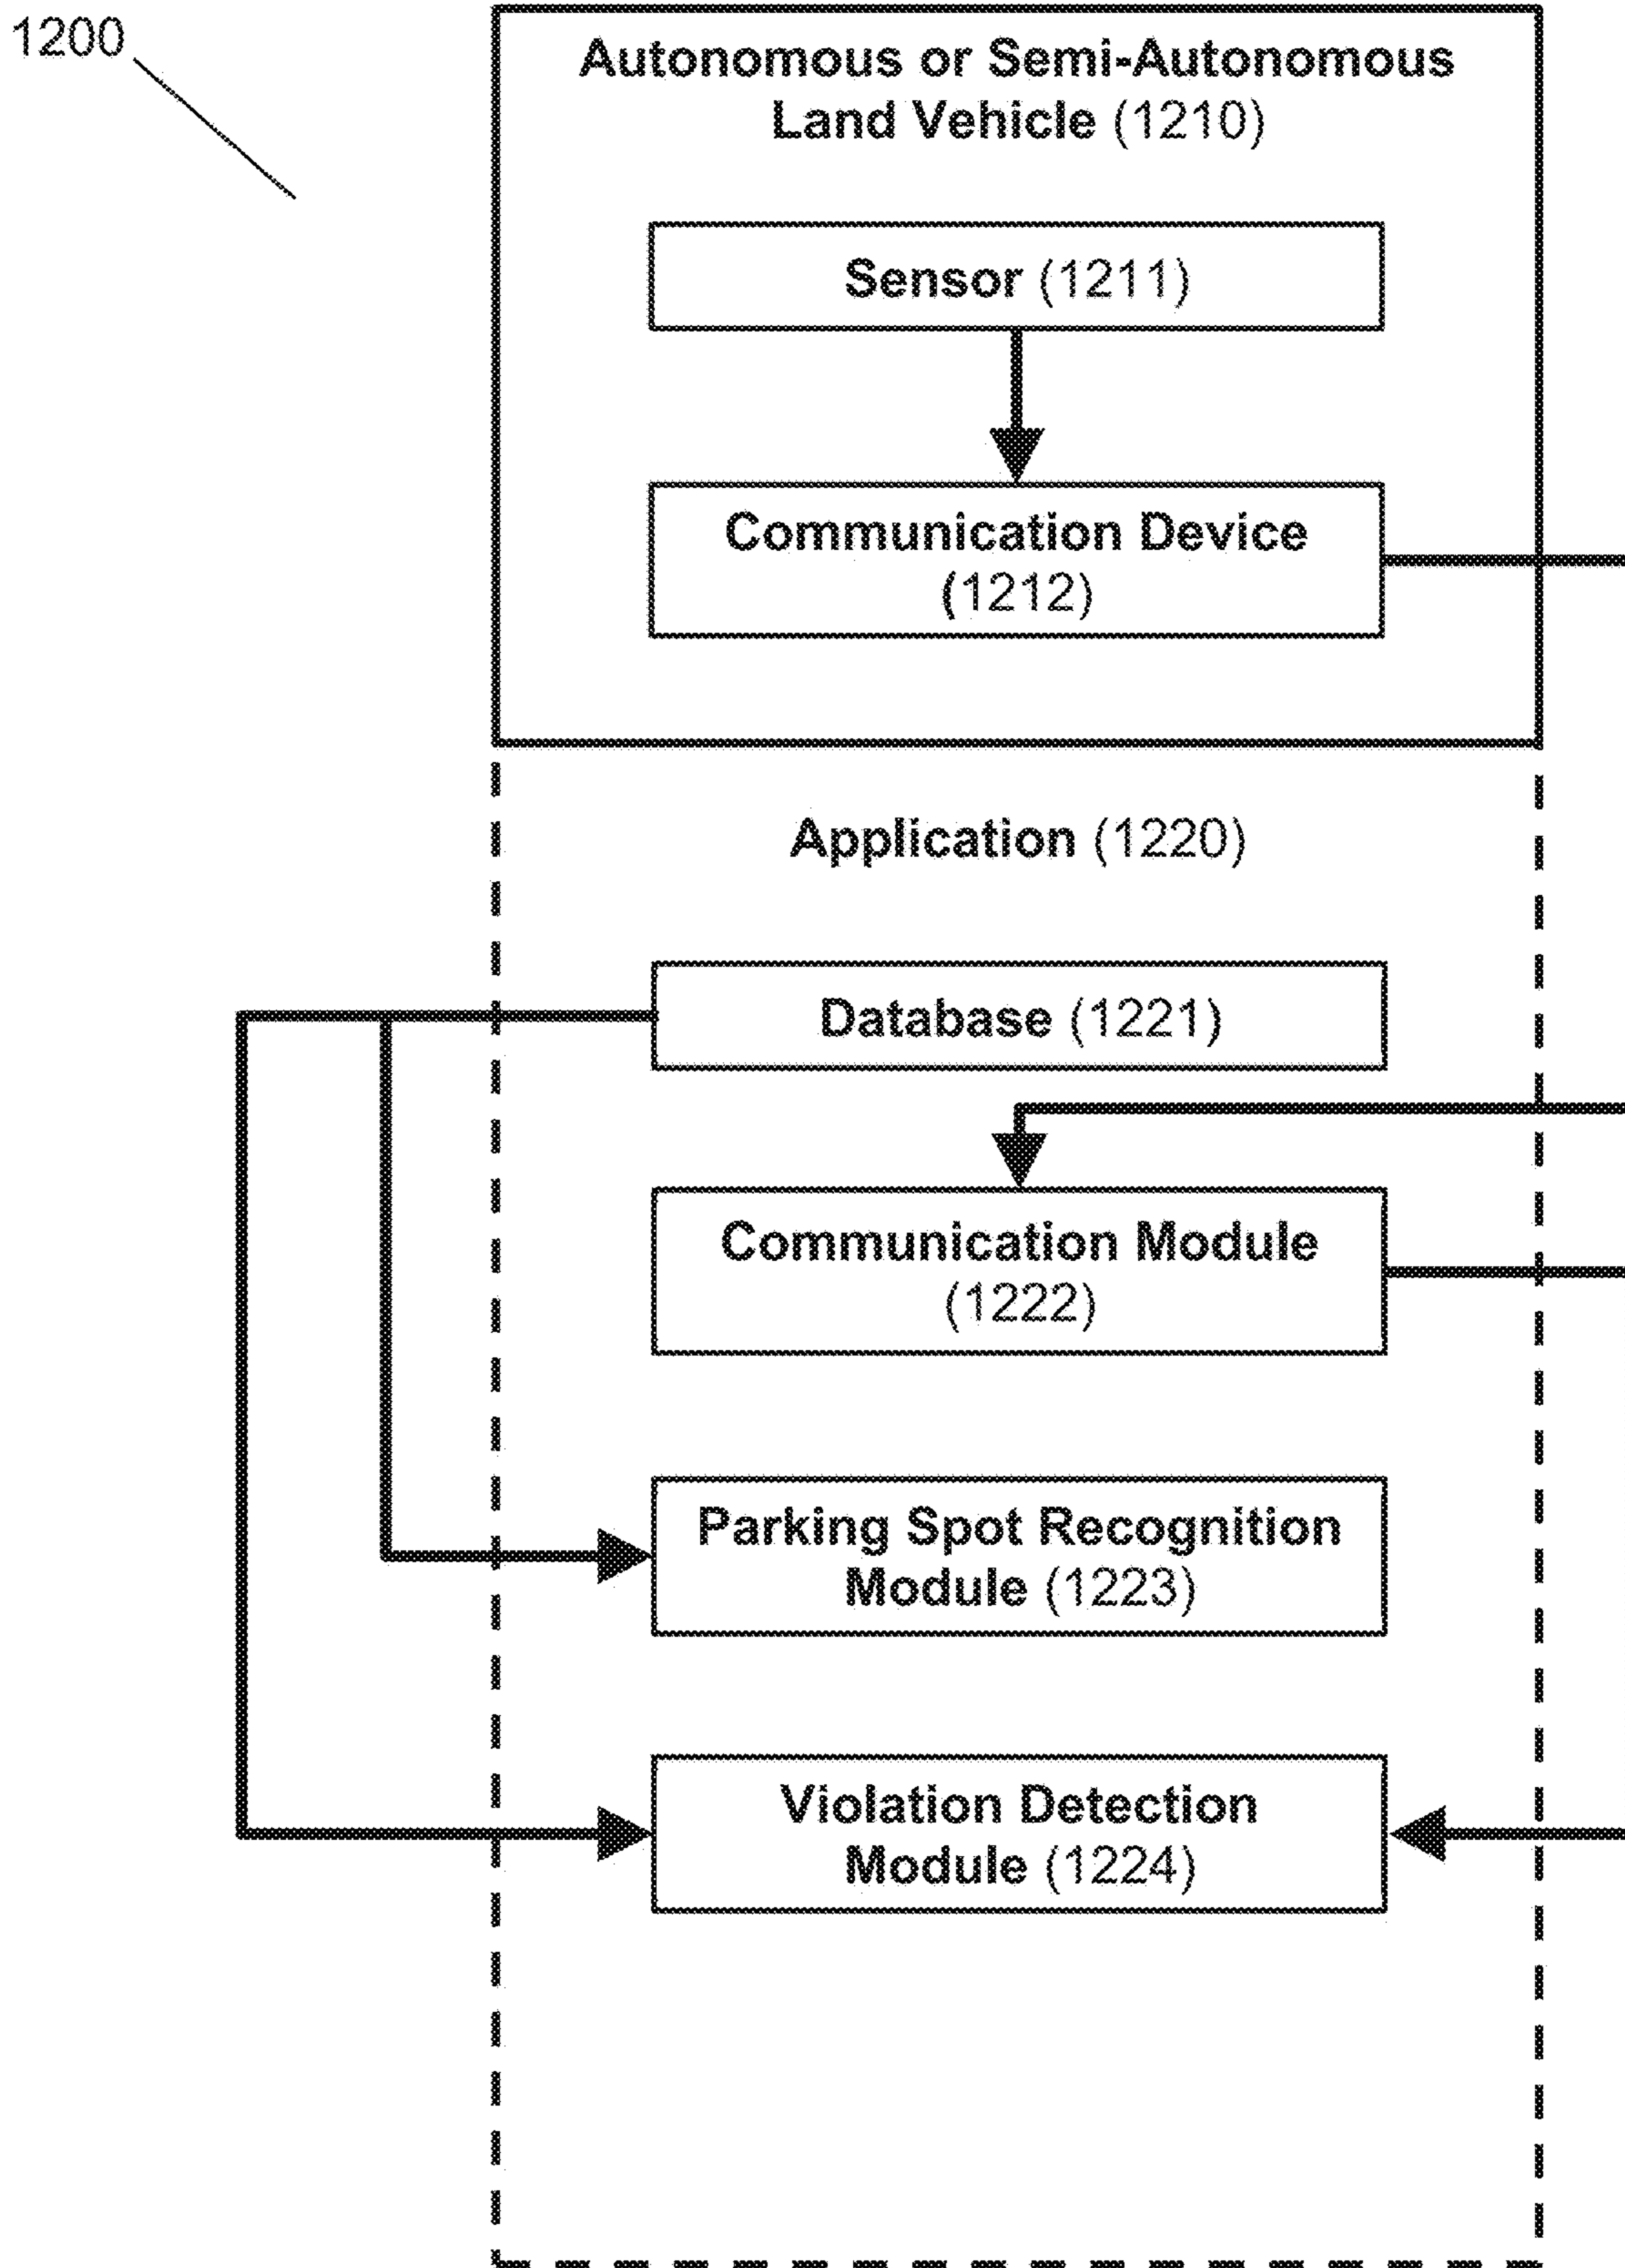 1200
Autonomous or Semi-Autonomous
Land Vehicle (1210)
Sensor (1211)
Communication Device
(1212)
Application (1220)
Database (1221)
Communication Module
(1222)
Parking Spot Recognition
Module (1223)
Violation Detection
Module (1224)